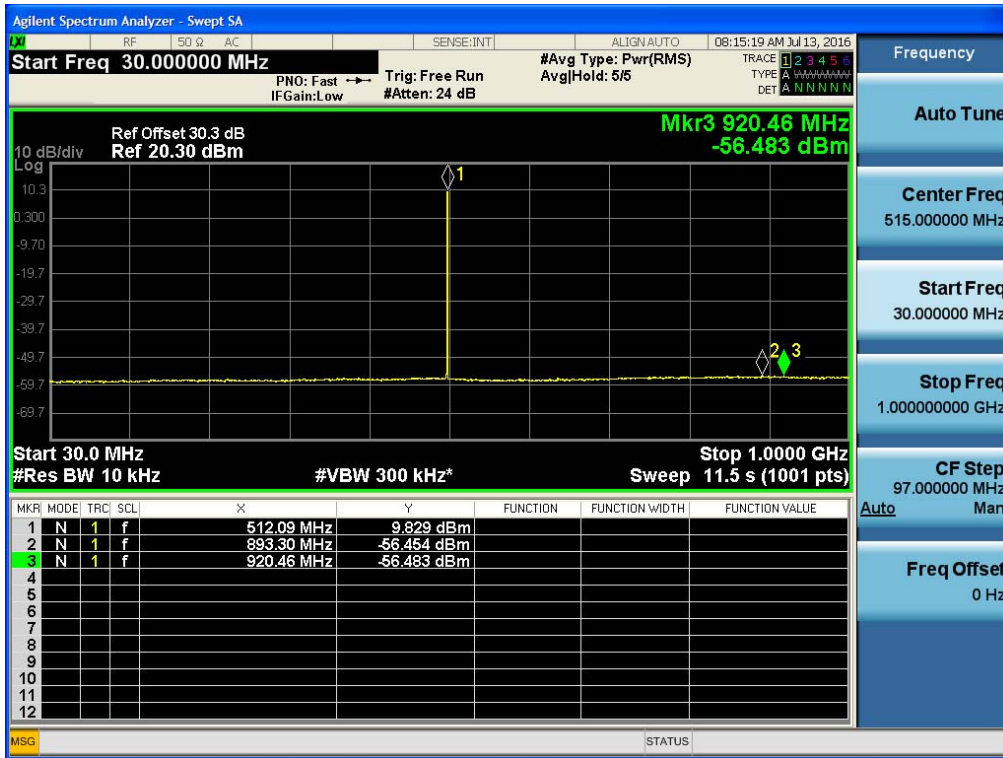 Agilent Spectrum Analyzer - Swept SA
LXI RF 50 Ω AC SENSE:INT ALIGN AUTO 08:15:19 AM Jul 13, 2016
Start Freq 30.000000 MHz
PNO: Fast
IFGain:Low
Trig: Free Run
#Atten: 24 dB
#Avg Type: Pwr(RMS)
Avg|Hold: 5/5
TRACE 1 2 3 4 5 6
TYPE A WWWWW
DET A N N N N N
Ref Offset 30.3 dB
10 dB/div Ref 20.30 dBm
Log
Mkr3 920.46 MHz
-56.483 dBm
10.3
0.300
-9.70
-19.7
-29.7
-39.7
-49.7
-59.7
-69.7
1
2
3
Start 30.0 MHz Stop 1.0000 GHz
#Res BW 10 kHz #VBW 300 kHz* Sweep 11.5 s (1001 pts)
MKR MODE TRC SCL X Y FUNCTION FUNCTION WIDTH FUNCTION VALUE
1 N 1 f 512.09 MHz 9.829 dBm
2 N 1 f 893.30 MHz -56.454 dBm
3 N 1 f 920.46 MHz -56.483 dBm
4
5
6
7
8
9
10
11
12
MSG STATUS
Frequency
Auto Tune
Center Freq
515.000000 MHz
Start Freq
30.000000 MHz
Stop Freq
1.000000000 GHz
CF Step
97.000000 MHz
Auto Man
Freq Offset
0 Hz